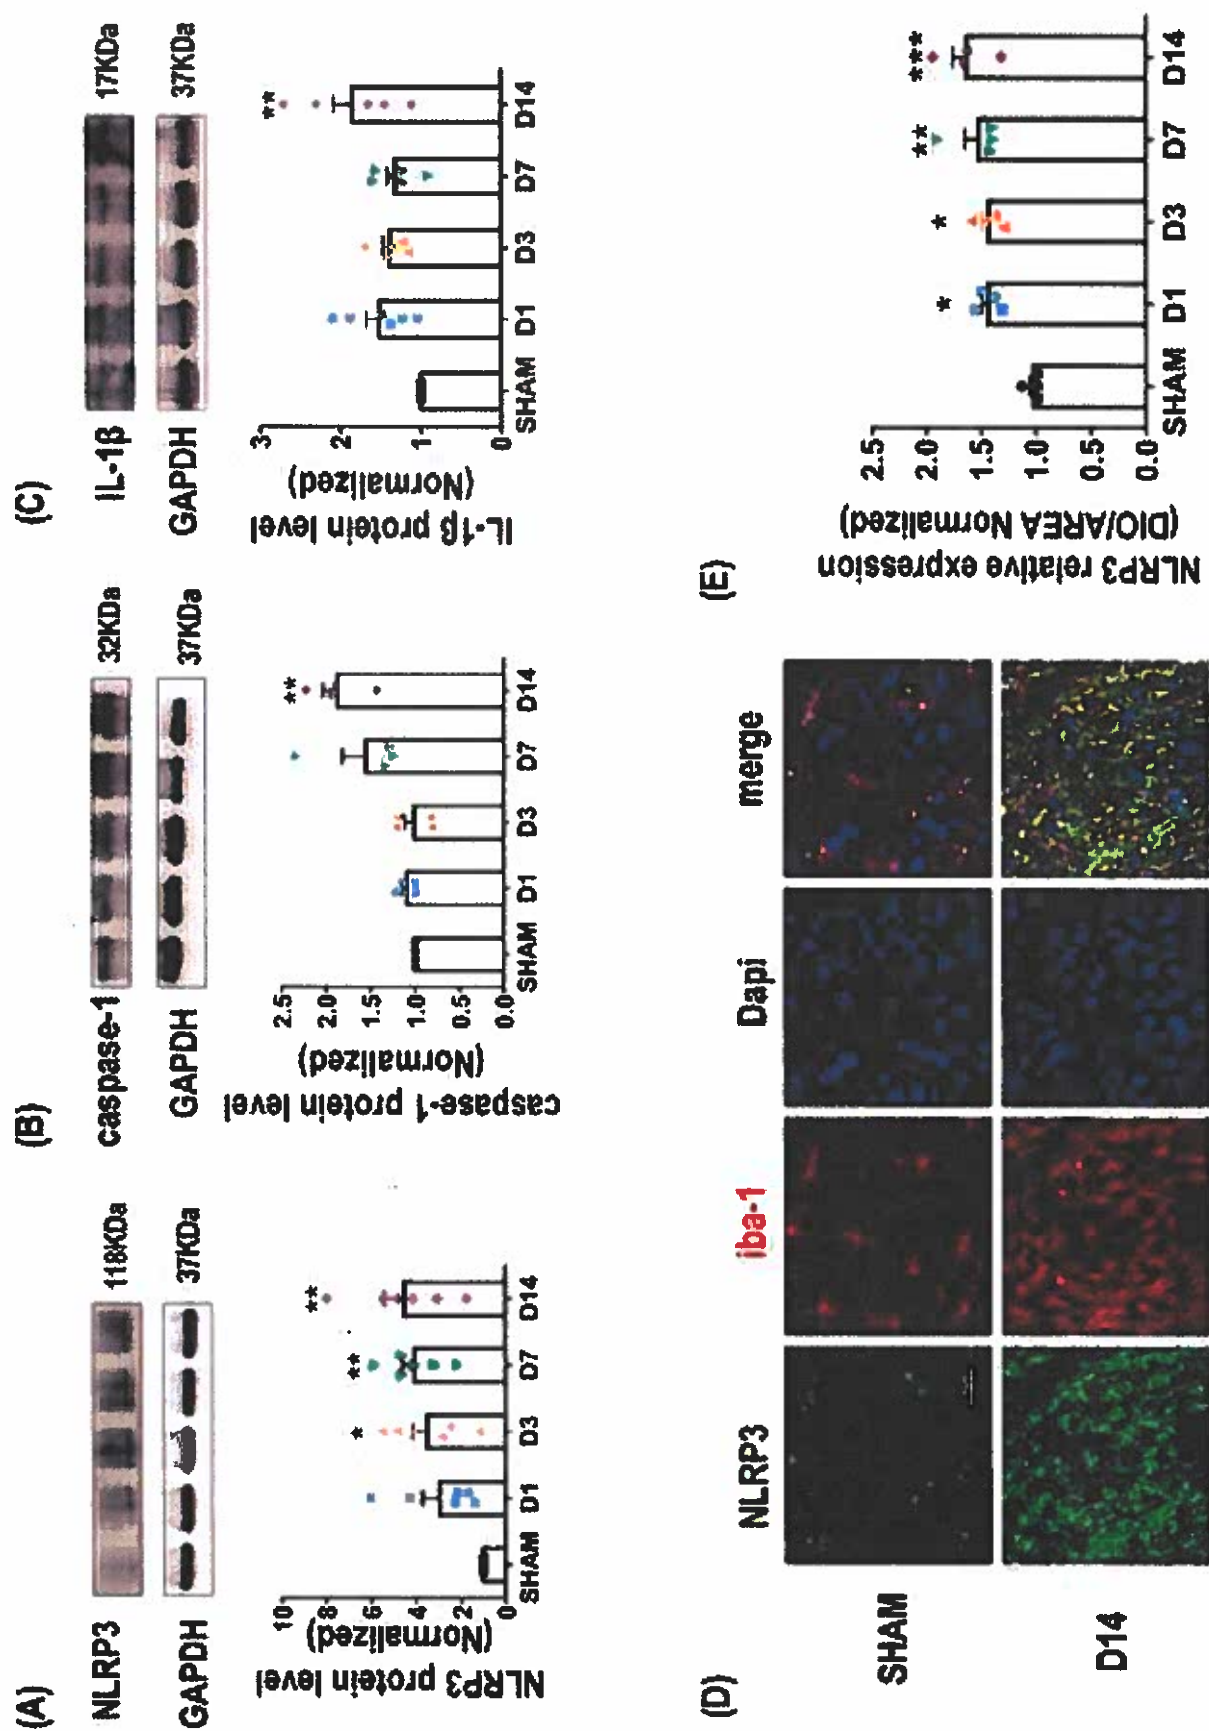 (A)
NLRP3 118KDa
GAPDH 37KDa
NLRP3 protein level
(Normalized)
10
8
6
4
2
0
** ** *
SHAM D1 D3 D7 D14
(B)
caspase-1 32KDa
GAPDH 37KDa
caspase-1 protein level
(Normalized)
2.5
2.0
1.5
1.0
0.5
0.0
**
SHAM D1 D3 D7 D14
(C)
IL-1β 17KDa
GAPDH 37KDa
IL-1β protein level
(Normalized)
3
2
1
0
**
SHAM D1 D3 D7 D14
(D)
NLRP3 iba-1 Dapi merge
SHAM
D14
(E)
NLRP3 relative expression
(DIO/AREA Normalized)
2.5
2.0
1.5
1.0
0.5
0.0
* * ** ***
SHAM D1 D3 D7 D14